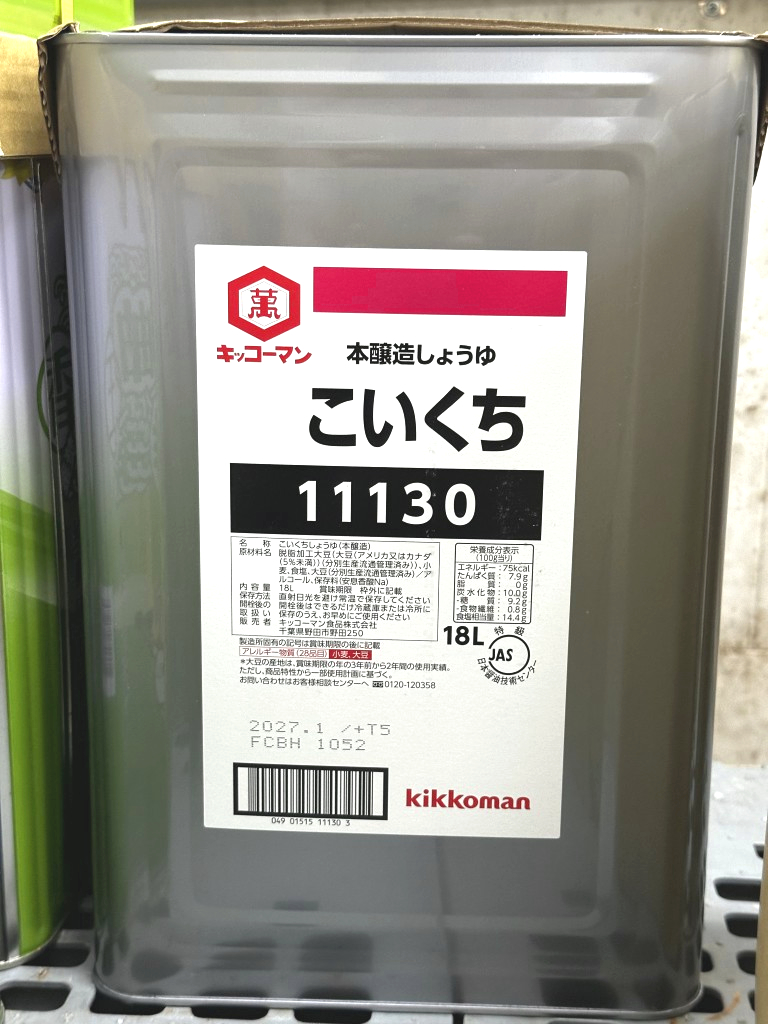 萬
キッコーマン
本醸造しょうゆ
こいくち
11130
名称 こいくちしょうゆ(本醸造)
原材料名 脱脂加工大豆(大豆(アメリカ又はカナダ
(5%未満))(分別生産流通管理済み))、小
麦、食塩、大豆(分別生産流通管理済み)/ア
ルコール、保存料(安息香酸Na)
内容量 18L 賞味期限 枠外に記載
保存方法 直射日光を避け常温で保存してください
開栓後の 開栓後はできるだけ冷蔵庫または冷所に
取扱い 保存のうえ、お早めにご使用ください
販売者 キッコーマン食品株式会社
千葉県野田市野田250
栄養成分表示
(100g当り)
エネルギー:75kcal
たんぱく質: 7.9g
脂質: 0g
炭水化物:10.0g
-糖質: 9.2g
-食物繊維: 0.8g
食塩相当量:14.4g
18L
特級
JAS
日本醤油技術センター
製造所固有の記号は賞味期限の後に記載
アレルギー物質(28品目) 小麦、大豆
*大豆の産地は、賞味期限の年の3年前から2年間の使用実績。
ただし、商品特性から一部使用計画に基づく。
お問い合わせはお客様相談センターへ 0120-120358
2027.1 /+T5
FCBH 1052
049 01515 11130 3
kikkoman